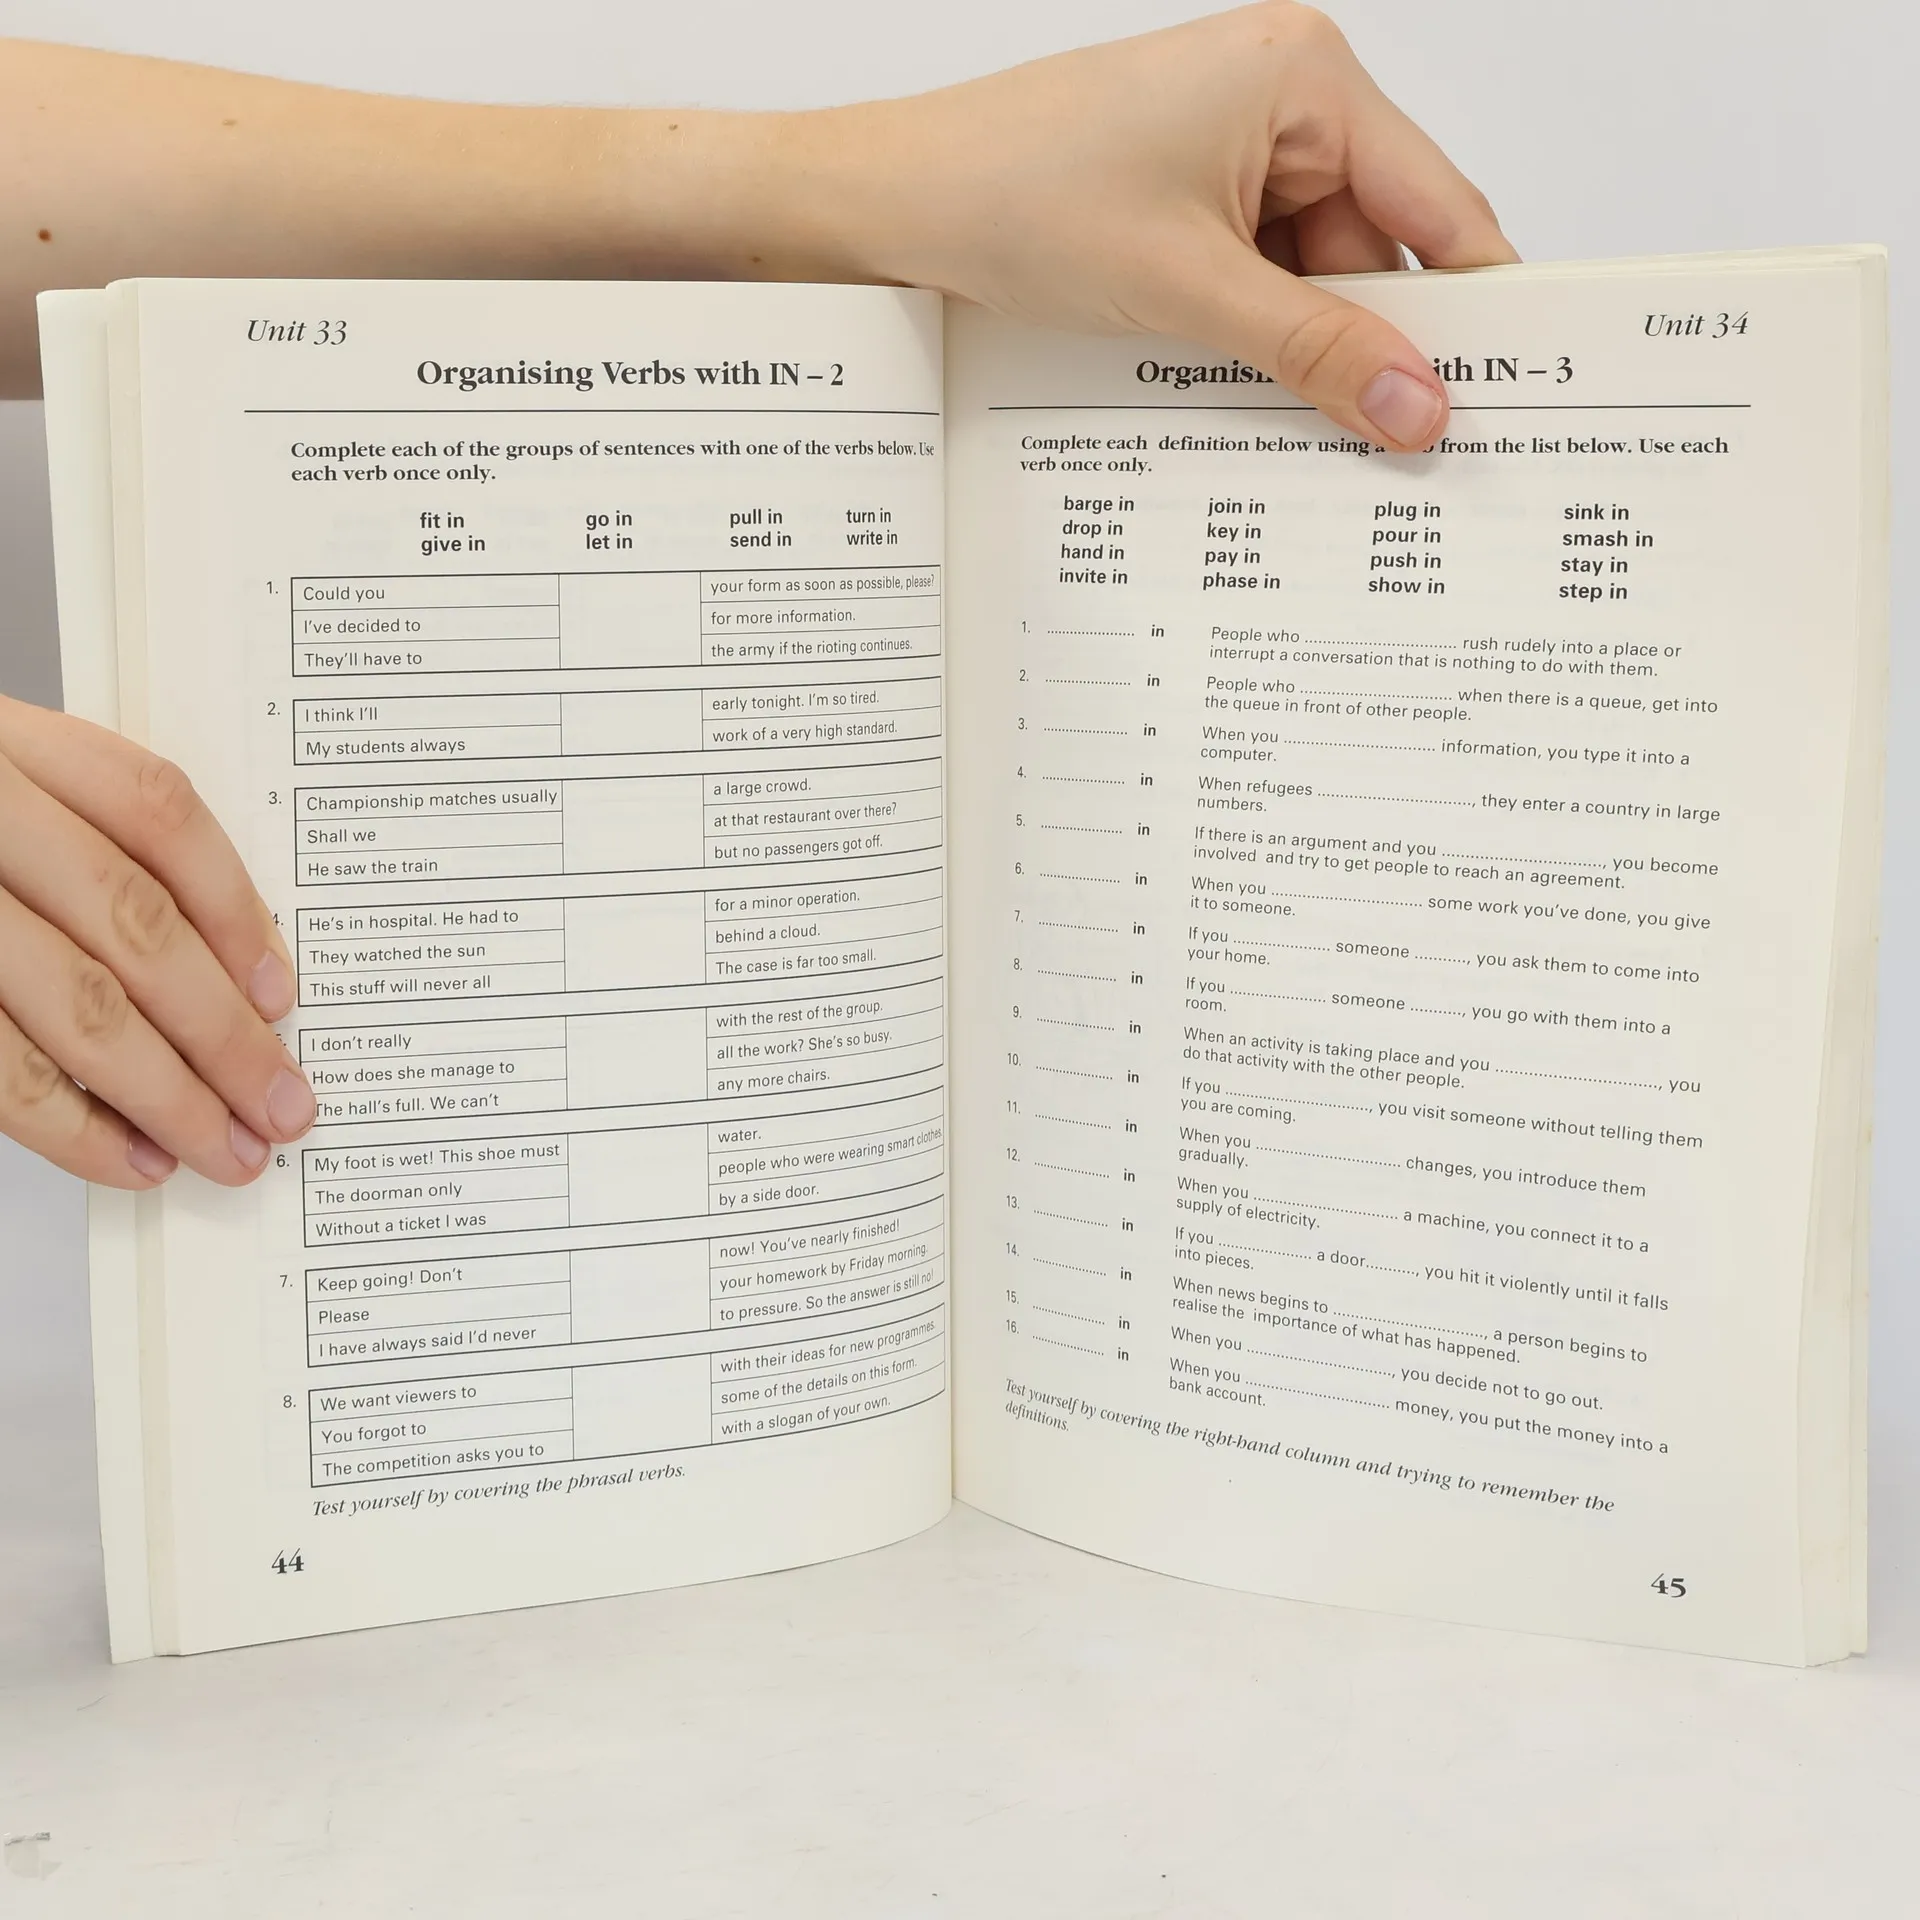 Unit 33
Organising Verbs with IN – 2
Complete each of the groups of sentences with one of the verbs below. Use
each verb once only.
fit in go in pull in turn in
give in let in send in write in
1. Could you your form as soon as possible, please?
I've decided to for more information.
They'll have to the army if the rioting continues.
2. I think I'll early tonight. I'm so tired.
My students always work of a very high standard.
3. Championship matches usually a large crowd.
Shall we at that restaurant over there?
He saw the train but no passengers got off.
He's in hospital. He had to for a minor operation.
They watched the sun behind a cloud.
This stuff will never all The case is far too small.
I don't really with the rest of the group.
How does she manage to all the work? She's so busy.
The hall's full. We can't any more chairs.
6. My foot is wet! This shoe must water.
The doorman only people who were wearing smart clothes.
Without a ticket I was by a side door.
7. Keep going! Don't now! You've nearly finished!
Please your homework by Friday morning.
I have always said I'd never to pressure. So the answer is still no!
8. We want viewers to with their ideas for new programmes.
You forgot to some of the details on this form.
The competition asks you to with a slogan of your own.
Test yourself by covering the phrasal verbs.
44
Unit 34
with IN – 3
Complete each definition below using a from the list below. Use each
verb once only.
barge in join in plug in sink in
drop in key in pour in smash in
hand in pay in push in stay in
invite in phase in show in step in
1. .................... in People who .................... rush rudely into a place or
interrupt a conversation that is nothing to do with them.
2. .................... in People who .................... when there is a queue, get into
the queue in front of other people.
3. .................... in When you .................... information, you type it into a
computer.
4. .................... in When refugees ...................., they enter a country in large
numbers.
5. .................... in If there is an argument and you ...................., you become
involved and try to get people to reach an agreement.
6. .................... in When you .................... some work you've done, you give
it to someone.
7. .................... in If you .................... someone .........., you ask them to come into
your home.
8. .................... in If you .................... someone .........., you go with them into a
room.
9. .................... in When an activity is taking place and you ...................., you
do that activity with the other people.
10. .................... in If you ...................., you visit someone without telling them
you are coming.
11. .................... in When you .................... changes, you introduce them
gradually.
12. .................... in When you .................... a machine, you connect it to a
supply of electricity.
13. .................... in If you .................... a door.........., you hit it violently until it falls
into pieces.
14. .................... in When news begins to ...................., a person begins to
realise the importance of what has happened.
15. .................... in When you ...................., you decide not to go out.
16. .................... in When you .................... money, you put the money into a
bank account.
Test yourself by covering the right-hand column and trying to remember the
definitions.
45